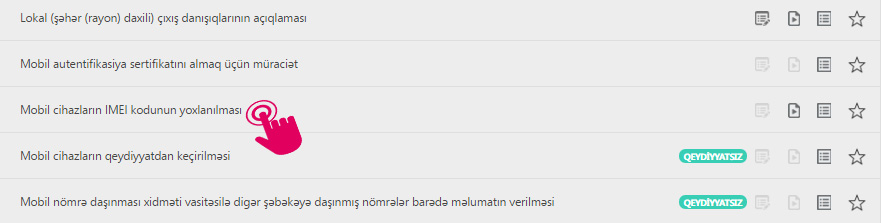 Lokal (şəhər (rayon) daxili) çıxış danışıqlarının açıqlaması
Mobil autentifikasiya sertifikatını almaq üçün müraciət
Mobil cihazların IMEI kodunun yoxlanılması
Mobil cihazların qeydiyyatdan keçirilməsi QEYDİYYATSIZ
Mobil nömrə daşınması xidməti vasitəsilə digər şəbəkəyə daşınmış nömrələr barədə məlumatın verilməsi QEYDİYYATSIZ